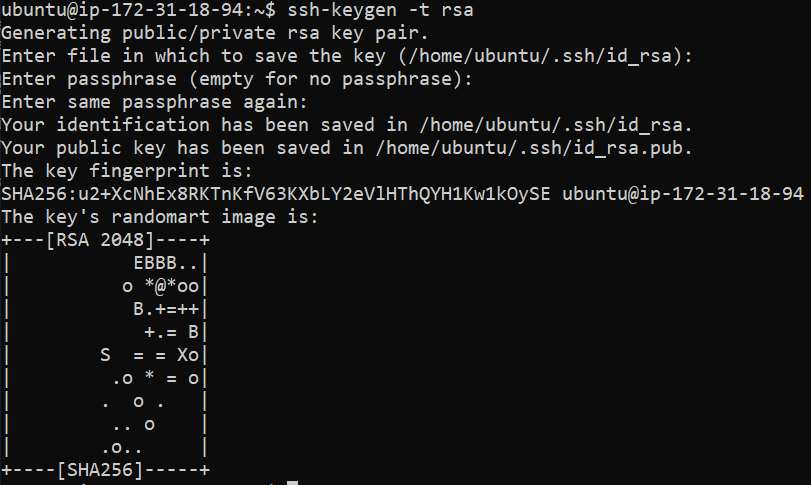 ubuntu@ip-172-31-18-94:~$ ssh-keygen -t rsa
Generating public/private rsa key pair.
Enter file in which to save the key (/home/ubuntu/.ssh/id_rsa):
Enter passphrase (empty for no passphrase):
Enter same passphrase again:
Your identification has been saved in /home/ubuntu/.ssh/id_rsa.
Your public key has been saved in /home/ubuntu/.ssh/id_rsa.pub.
The key fingerprint is:
SHA256:u2+XcNhEx8RKTnKfV63KXbLY2eVlHThQYH1Kw1kOySE ubuntu@ip-172-31-18-94
The key's randomart image is:
+---[RSA 2048]----+
|           EBBB..|
|          o *@*oo|
|           B.+=++|
|            +.= B|
|        S  = = Xo|
|         .o * = o|
|        .  o .   |
|         .. o    |
|        .o..     |
+----[SHA256]-----+